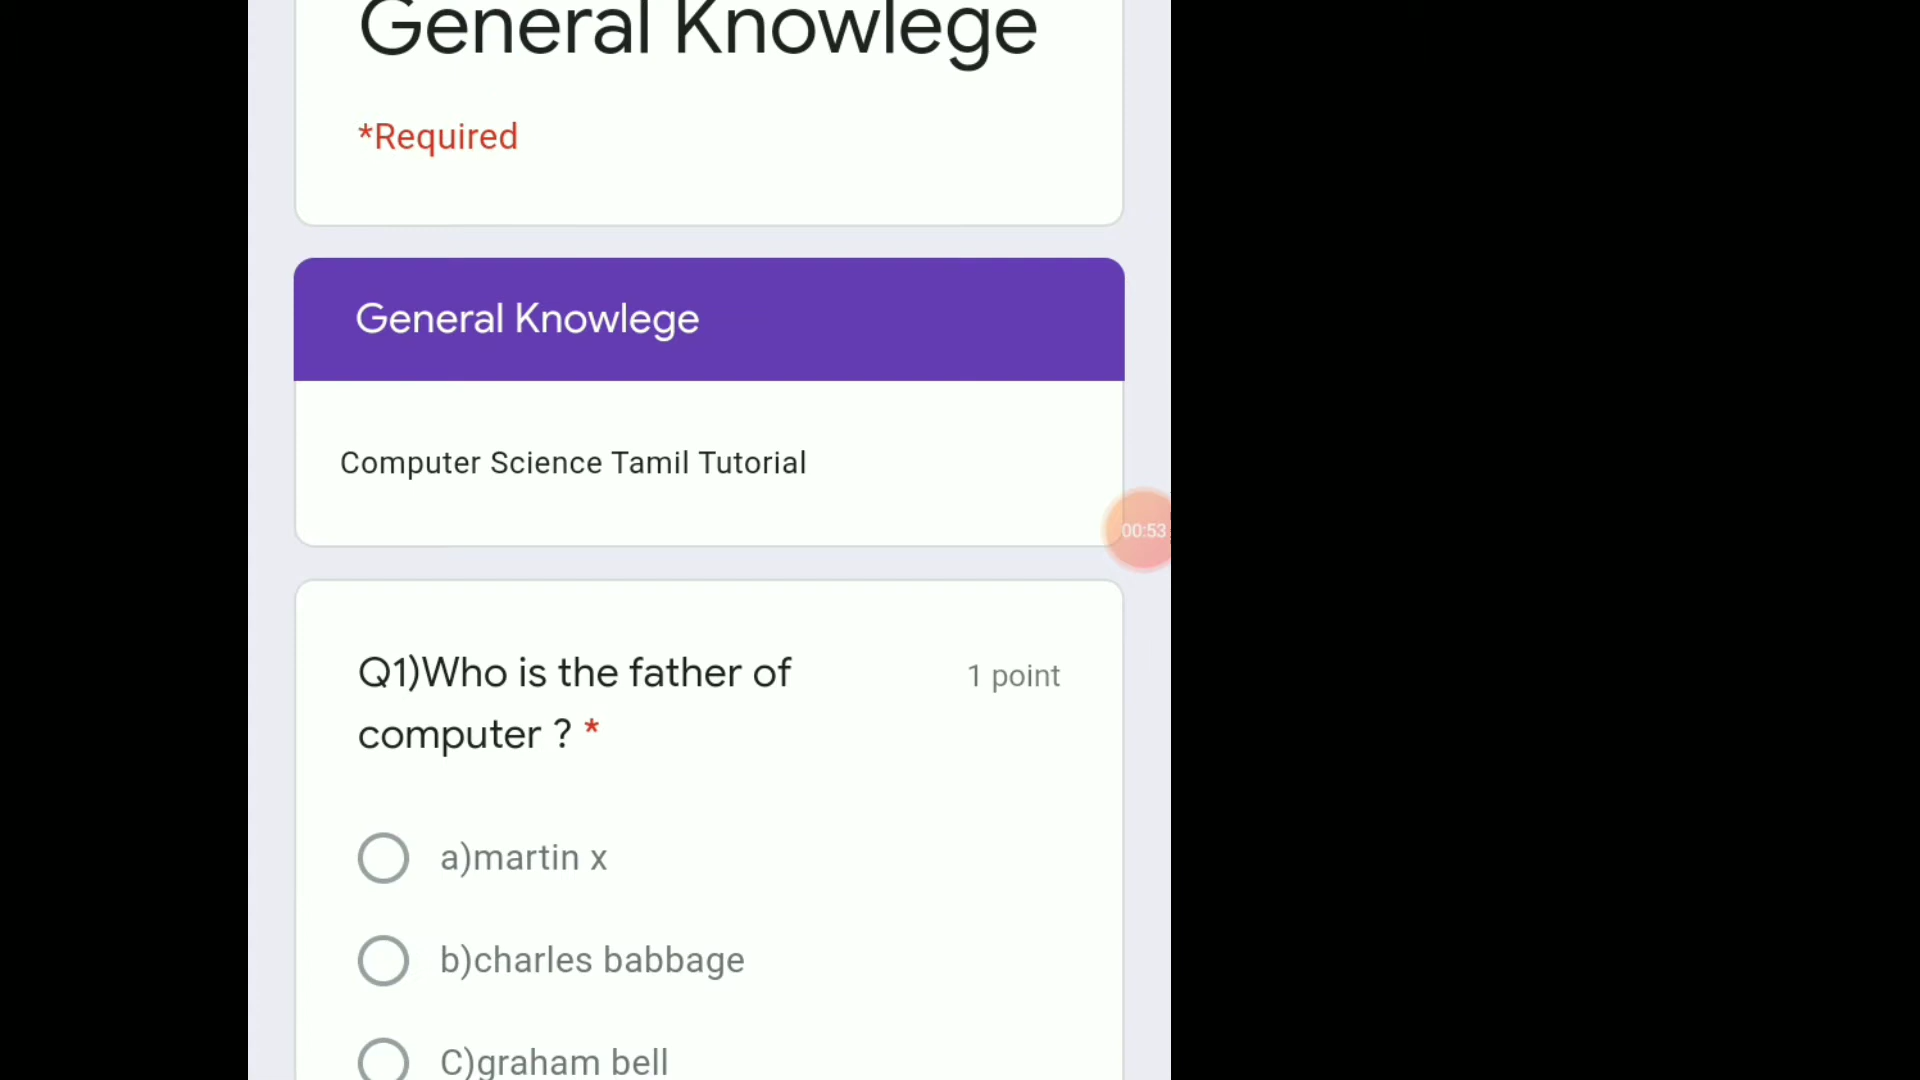 General Knowlege
*Required
General Knowlege
Computer Science Tamil Tutorial
00:53
Q1)Who is the father of
computer ? *
1 point
a)martin x
b)charles babbage
C)graham bell